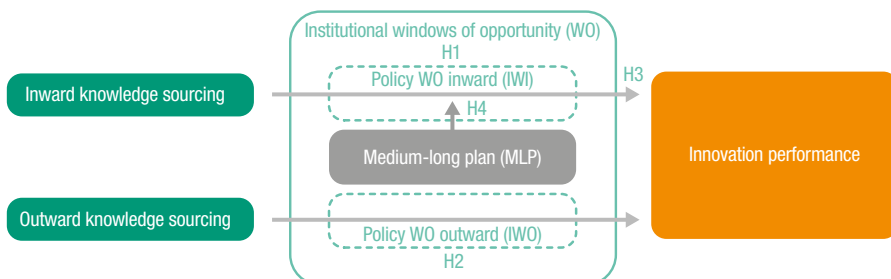 Institutional windows of opportunity (WO)
H1
Policy WO inward (IWI)
H3
Inward knowledge sourcing
H4
Medium-long plan (MLP)
Innovation performance
Outward knowledge sourcing
Policy WO outward (IWO)
H2